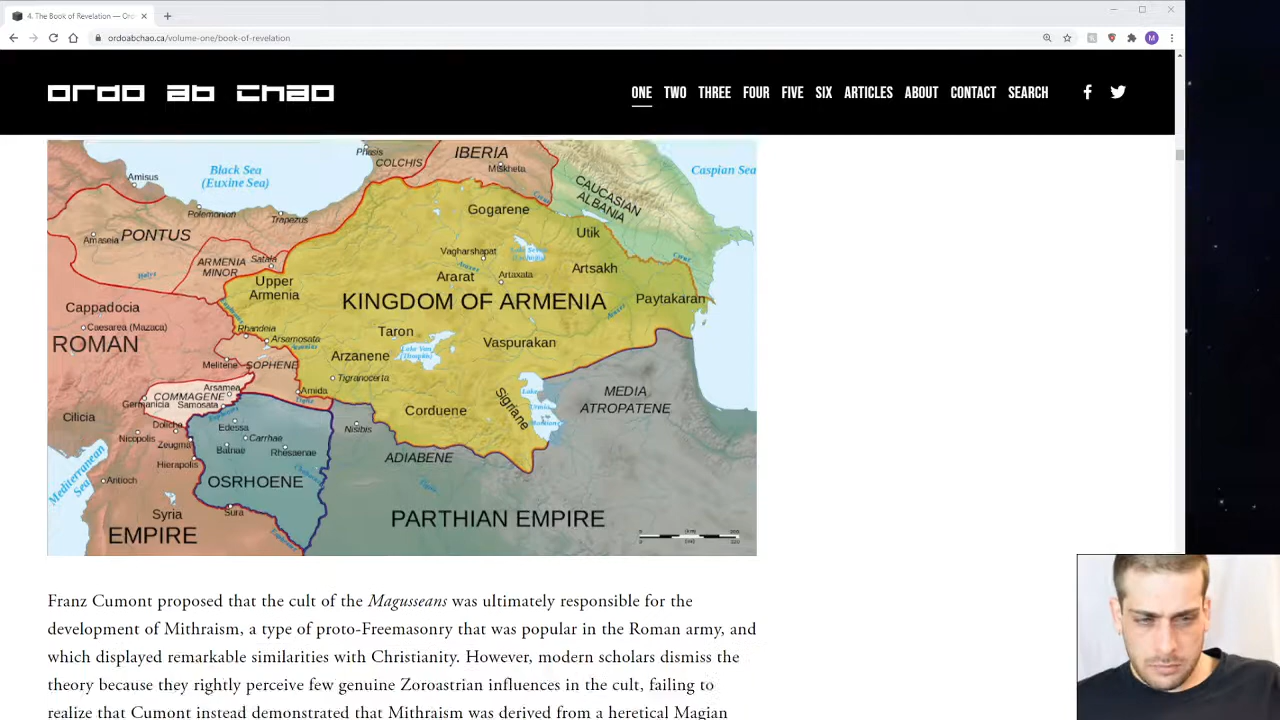 4. The Book of Revelation — Ord
ordoabchao.ca/volume-one/book-of-revelation
M
ordo ab chao
ONE TWO THREE FOUR FIVE SIX ARTICLES ABOUT CONTACT SEARCH
Black Sea
(Euxine Sea)
Phasis
COLCHIS
IBERIA
Mtskheta
Caspian Sea
CAUCASIAN
ALBANIA
Amisus
Polemonion
Trapezus
Amaseia
PONTUS
Halys
ARMENIA
MINOR
Satala
Gogarene
Utik
Vagharshapat
Ararat
Artaxata
Artsakh
Upper
Armenia
KINGDOM OF ARMENIA
Paytakaran
Cappadocia
Caesarea (Mazaca)
ROMAN
Rhandeia
Arsamosata
Taron
Lake Van
Vaspurakan
Arzanene
Melitene
SOPHENE
Tigranocerta
Arsamea
COMMAGENE
Germanicia
Samosata
Amida
Corduene
Sigriane
MEDIA
ATROPATENE
Cilicia
Doliche
Nicopolis
Zeugma
Edessa
Carrhae
Batnae
Rhesaenae
Nisibis
Hierapolis
ADIABENE
Mediterranean
Sea
Antioch
OSRHOENE
Syria
Sura
EMPIRE
PARTHIAN EMPIRE
Franz Cumont proposed that the cult of the Magusseans was ultimately responsible for the
development of Mithraism, a type of proto-Freemasonry that was popular in the Roman army, and
which displayed remarkable similarities with Christianity. However, modern scholars dismiss the
theory because they rightly perceive few genuine Zoroastrian influences in the cult, failing to
realize that Cumont instead demonstrated that Mithraism was derived from a heretical Magian